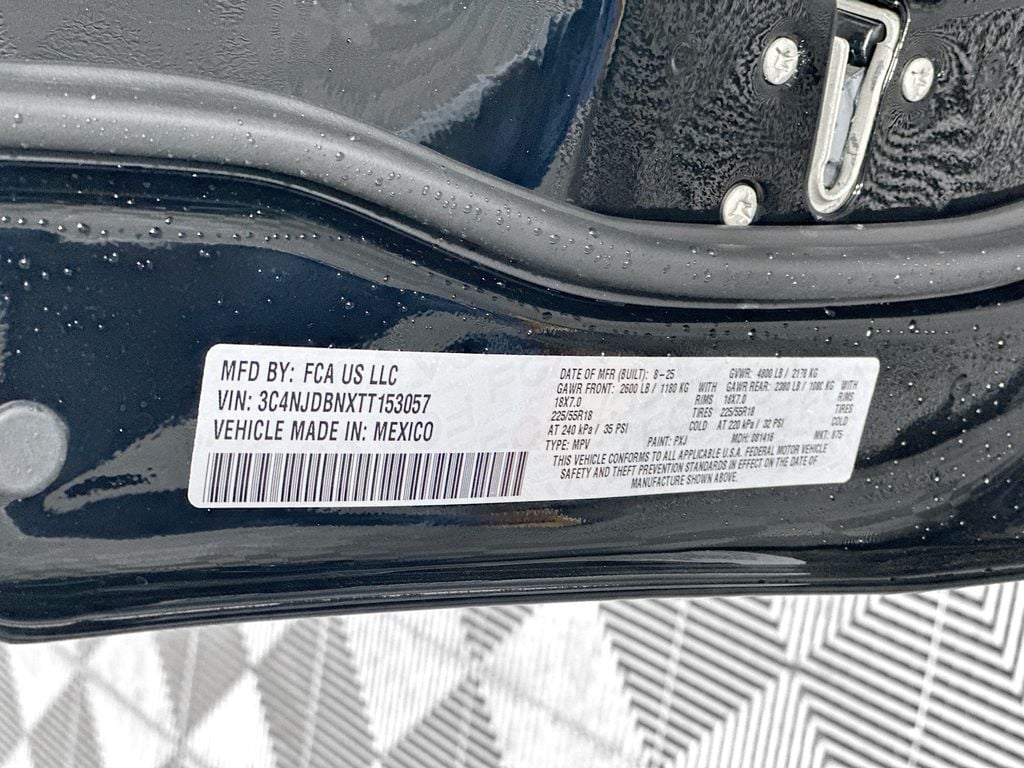 MFD BY: FCA US LLC
VIN: 3C4NJDBNXTT153057
VEHICLE MADE IN: MEXICO
DATE OF MFR (BUILT): 8-25 GVWR: 4800 LB / 2178 KG
GAWR FRONT: 2600 LB / 1180 KG WITH GAWR REAR: 2380 LB / 1080 KG WITH
18X7.0 RIMS 18X7.0 RIMS
225/55R18 TIRES 225/55R18 TIRES
AT 240 kPa / 35 PSI COLD AT 220 kPa / 32 PSI COLD
TYPE: MPV PAINT: PXJ MCH: 081416 MKT: 875
THIS VEHICLE CONFORMS TO ALL APPLICABLE U.S.A. FEDERAL MOTOR VEHICLE
SAFETY AND THEFT PREVENTION STANDARDS IN EFFECT ON THE DATE OF
MANUFACTURE SHOWN ABOVE.